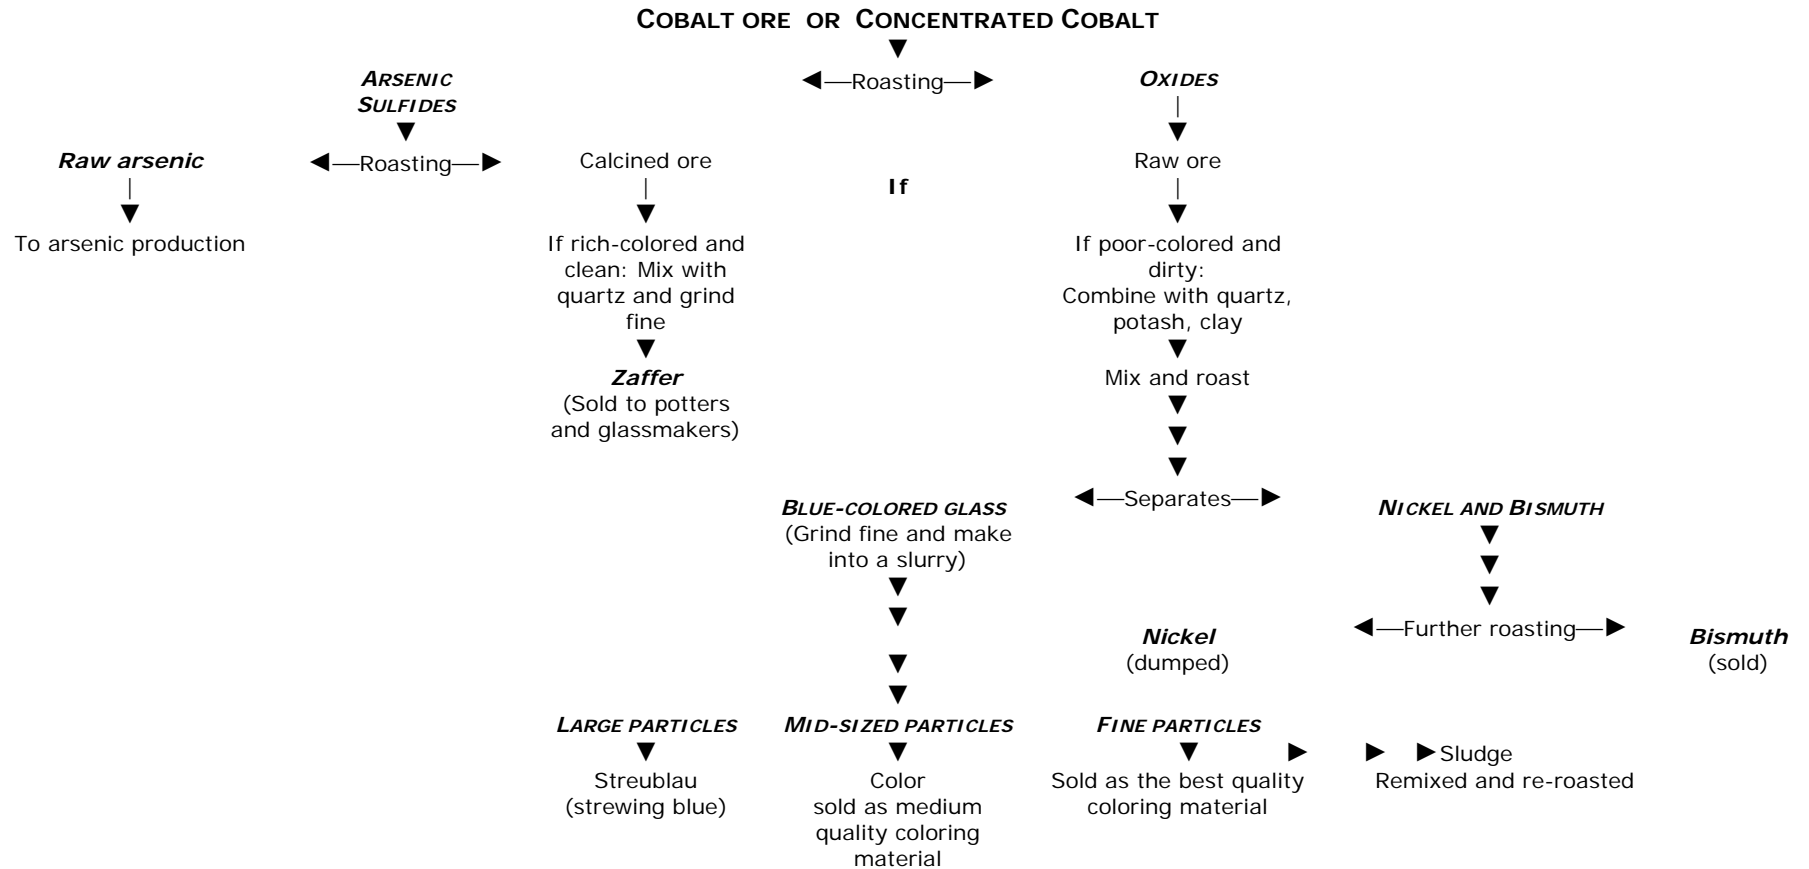 COBALT ORE OR CONCENTRATED COBALT
ARSENIC
SULFIDES
Roasting
OXIDES
Raw arsenic
Roasting
Calcined ore
If
Raw ore
To arsenic production
If rich-colored and
clean: Mix with
quartz and grind
fine
If poor-colored and
dirty:
Combine with quartz,
potash, clay
Zaffer
(Sold to potters
and glassmakers)
Mix and roast
BLUE-COLORED GLASS
(Grind fine and make
into a slurry)
Separates
NICKEL AND BISMUTH
Nickel
(dumped)
Further roasting
Bismuth
(sold)
LARGE PARTICLES
MID-SIZED PARTICLES
FINE PARTICLES
Streublau
(strewing blue)
Color
sold as medium
quality coloring
material
Sold as the best quality
coloring material
Sludge
Remixed and re-roasted